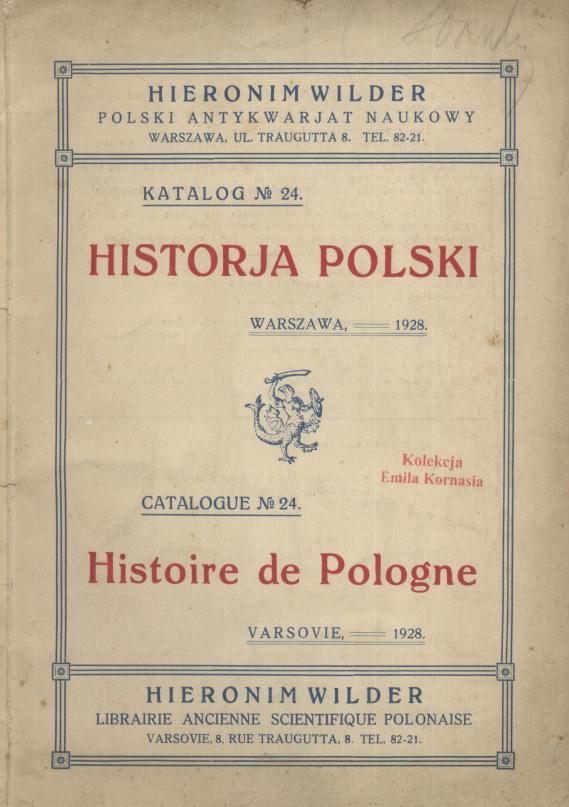 HIERONIM WILDER
POLSKI ANTYKWARJAT NAUKOWY
WARSZAWA, UL. TRAUGUTTA 8. TEL. 82-21.
KATALOG № 24.
HISTORJA POLSKI
WARSZAWA, 1928.
Kolekcja
Emila Kornasia
CATALOGUE № 24.
Histoire de Pologne
VARSOVIE, 1928.
HIERONIM WILDER
LIBRAIRIE ANCIENNE SCIENTIFIQUE POLONAISE
VARSOVIE, 8, RUE TRAUGUTTA, 8. TEL. 82-21.